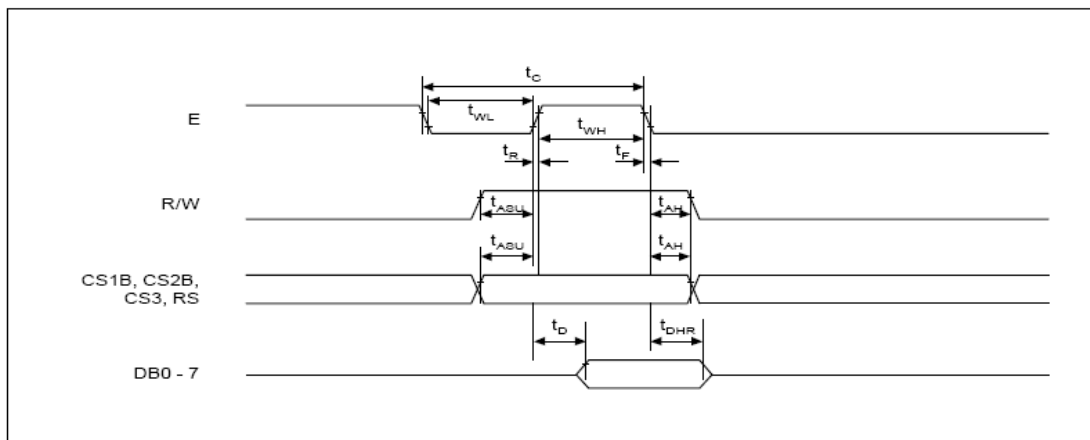 tC
tWL
E
tWH
tR
tF
R/W
tASU
tAH
tASU
tAH
CS1B, CS2B,
CS3, RS
tD
tDHR
DB0 - 7